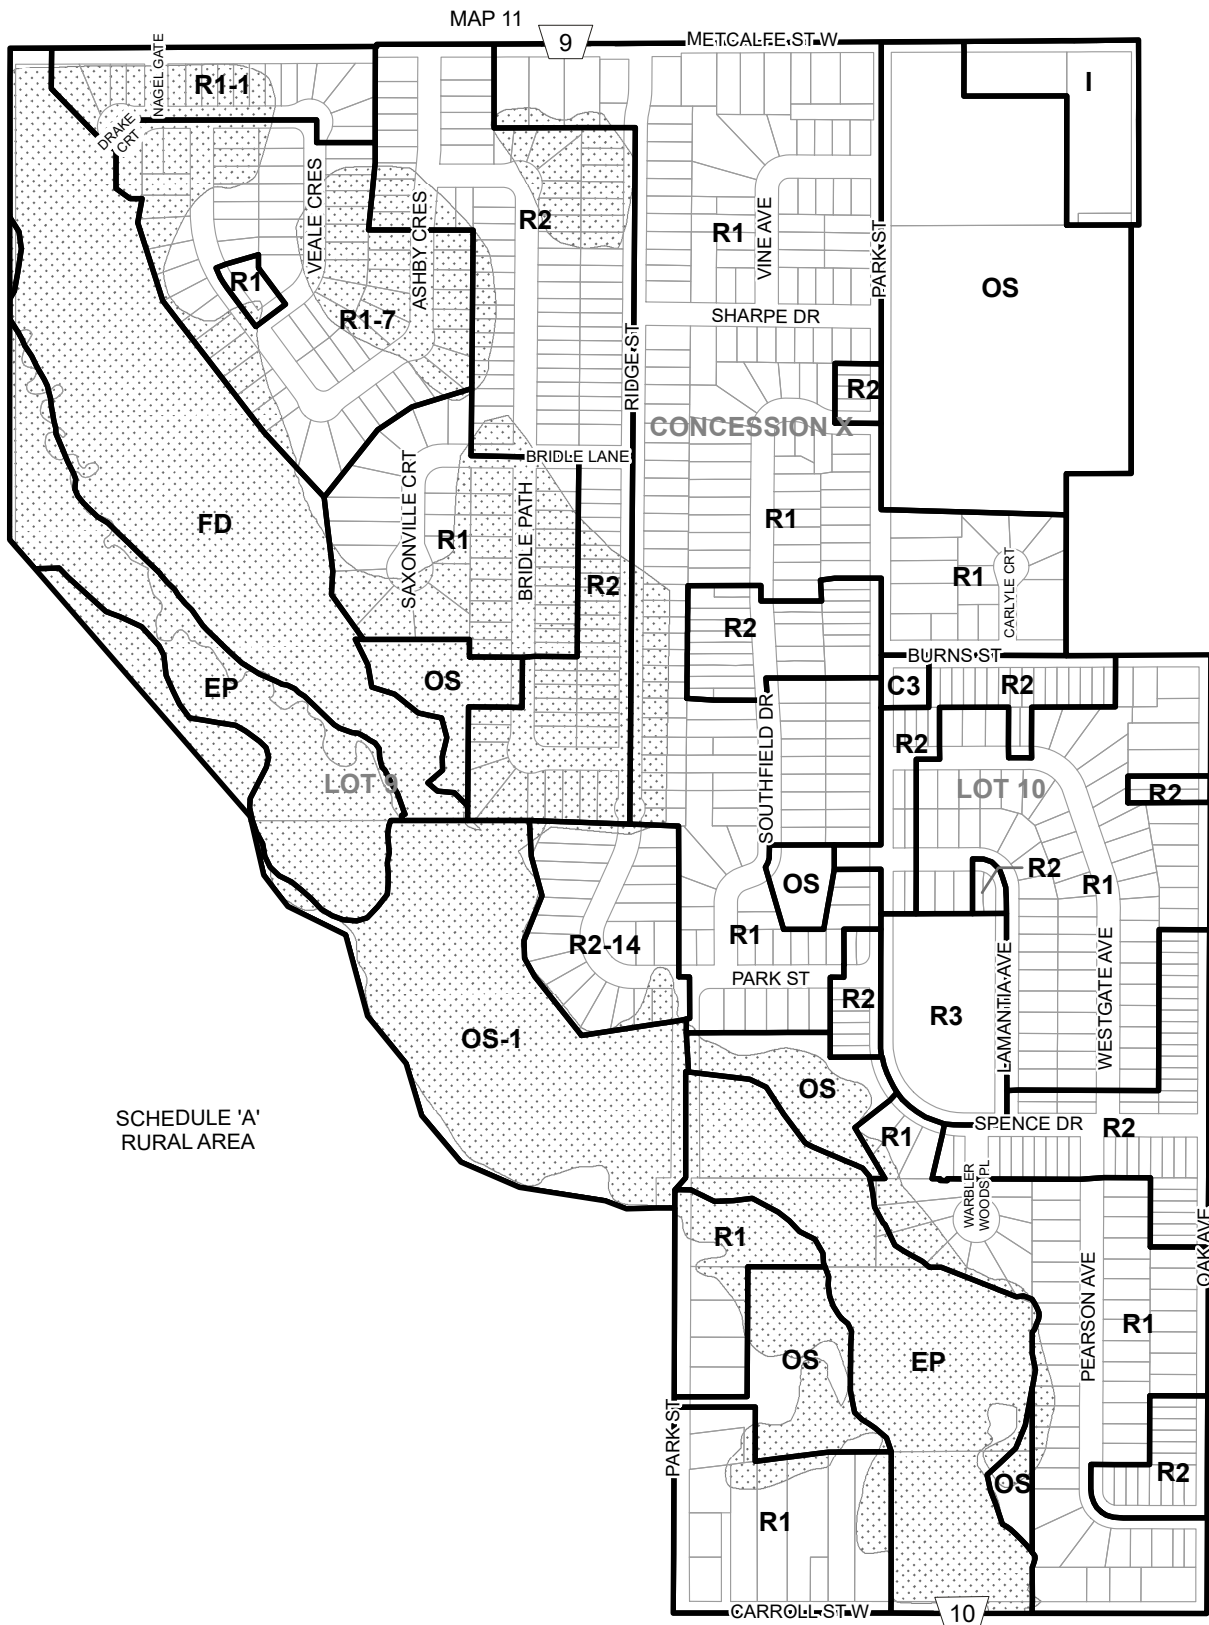 MAP 11
9
METCALFE ST W
NAGEL GATE
R1-1
I
DRAKE
CRT
VEALE CRES
ASHBY CRES
R2
R1
VINE AVE
PARK ST
OS
R1
R1-7
SHARPE DR
RIDGE ST
R2
CONCESSION X
BRIDLE LANE
SAXONVILLE CRT
BRIDLE PATH
FD
R1
R1
R2
R1
CARLYLE CRT
R2
BURNS ST
EP
OS
C3
R2
SOUTHFIELD DR
R2
LOT 9
LOT 10
R2
OS
R2
R1
R2-14
R1
LAMANTIA AVE
WESTGATE AVE
PARK ST
R2
R3
OS-1
OS
SCHEDULE 'A'
RURAL AREA
R1
SPENCE DR
R2
WARBLER
WOODS PL
R1
OAK AVE
PEARSON AVE
R1
OS
EP
PARK ST
R2
OS
R1
CARROLL ST W
10